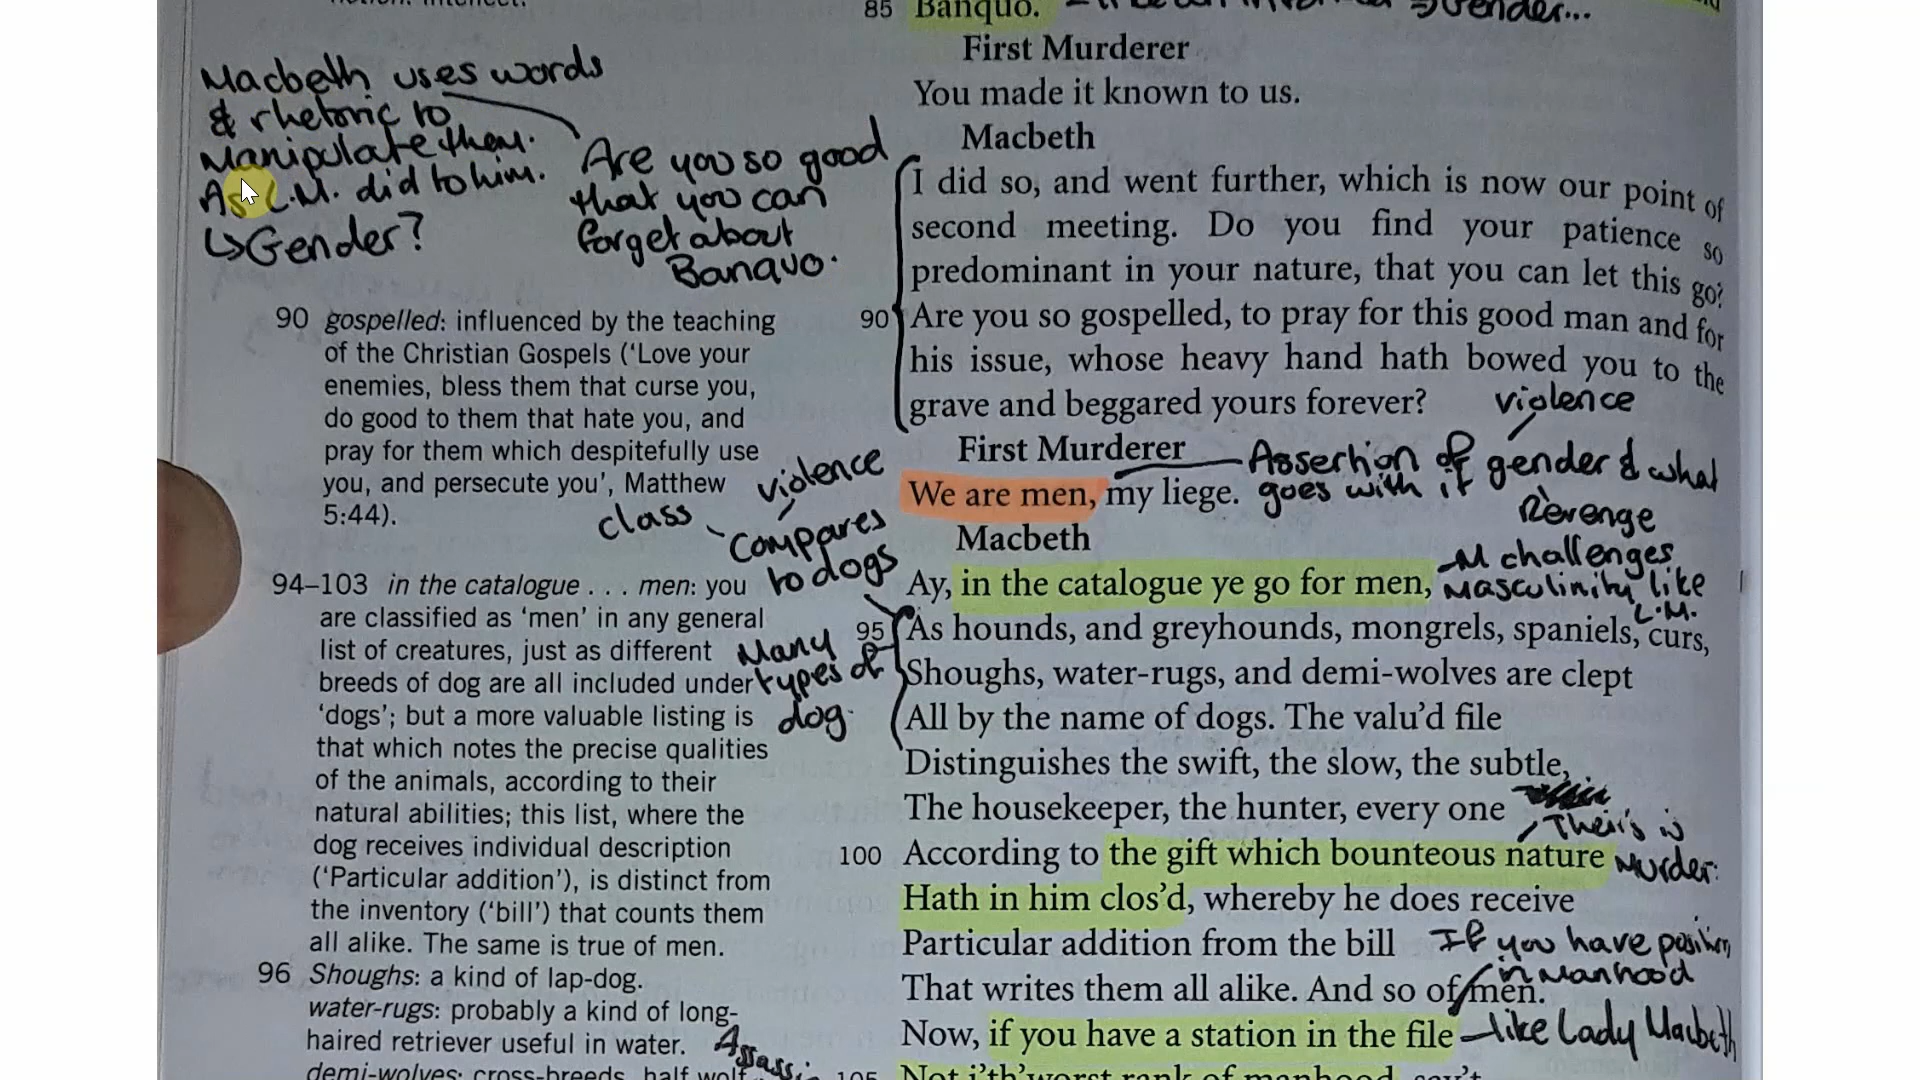 85 Banquo.
First Murderer
You made it known to us.
Macbeth
I did so, and went further, which is now our point of
second meeting. Do you find your patience so
predominant in your nature, that you can let this go?
90 Are you so gospelled, to pray for this good man and for
his issue, whose heavy hand hath bowed you to the
grave and beggared yours forever?
violence
First Murderer
We are men, my liege.
Assertion of gender & what
goes with it
Revenge
Macbeth
Ay, in the catalogue ye go for men,
M challenges
Masculinity like
L.M.
95 As hounds, and greyhounds, mongrels, spaniels, curs,
Shoughs, water-rugs, and demi-wolves are clept
All by the name of dogs. The valu'd file
Distinguishes the swift, the slow, the subtle,
The housekeeper, the hunter, every one
Theirs is
100 According to the gift which bounteous nature
Murder.
Hath in him clos'd, whereby he does receive
Particular addition from the bill
If you have position
in manhood
That writes them all alike. And so of men.
Now, if you have a station in the file
-like Lady Macbeth
105 Not i'th'worst rank of manhood, say't
Macbeth uses words
& rhetoric to
Manipulate them.
As L.M. did to him.
↳Gender?
Are you so good
that you can
forget about
Banquo.
90 gospelled: influenced by the teaching
of the Christian Gospels ('Love your
enemies, bless them that curse you,
do good to them that hate you, and
pray for them which despitefully use
you, and persecute you', Matthew
5:44).
violence
class
Compares
to dogs
94–103 in the catalogue . . . men: you
are classified as 'men' in any general
list of creatures, just as different
breeds of dog are all included under
'dogs'; but a more valuable listing is
that which notes the precise qualities
of the animals, according to their
natural abilities; this list, where the
dog receives individual description
('Particular addition'), is distinct from
the inventory ('bill') that counts them
all alike. The same is true of men.
Many
types of
dog.
96 Shoughs: a kind of lap-dog.
water-rugs: probably a kind of long-
haired retriever useful in water.
demi-wolves: cross-breeds, half wolf